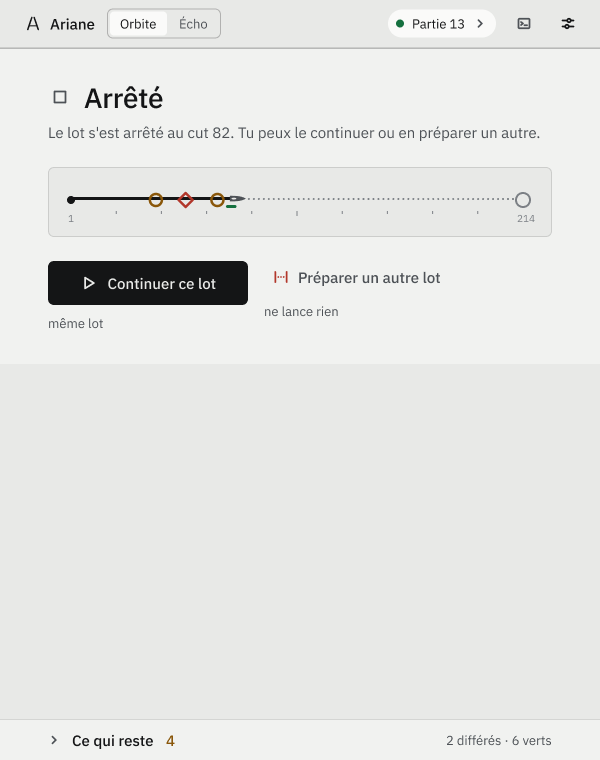 Ariane
Orbite
Écho
Partie 13
Arrêté
Le lot s'est arrêté au cut 82. Tu peux le continuer ou en préparer un autre.
1
214
Continuer ce lot
Préparer un autre lot
même lot
ne lance rien
Ce qui reste 4
2 différés · 6 verts